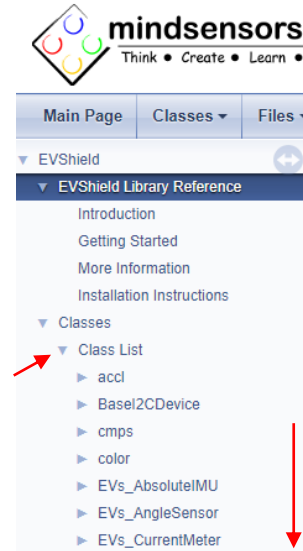 mindsensors
Think • Create • Learn •
Main Page Classes Files
EVShield
EVShield Library Reference
Introduction
Getting Started
More Information
Installation Instructions
Classes
Class List
accl
BaseI2CDevice
cmps
color
EVs_AbsoluteIMU
EVs_AngleSensor
EVs_CurrentMeter